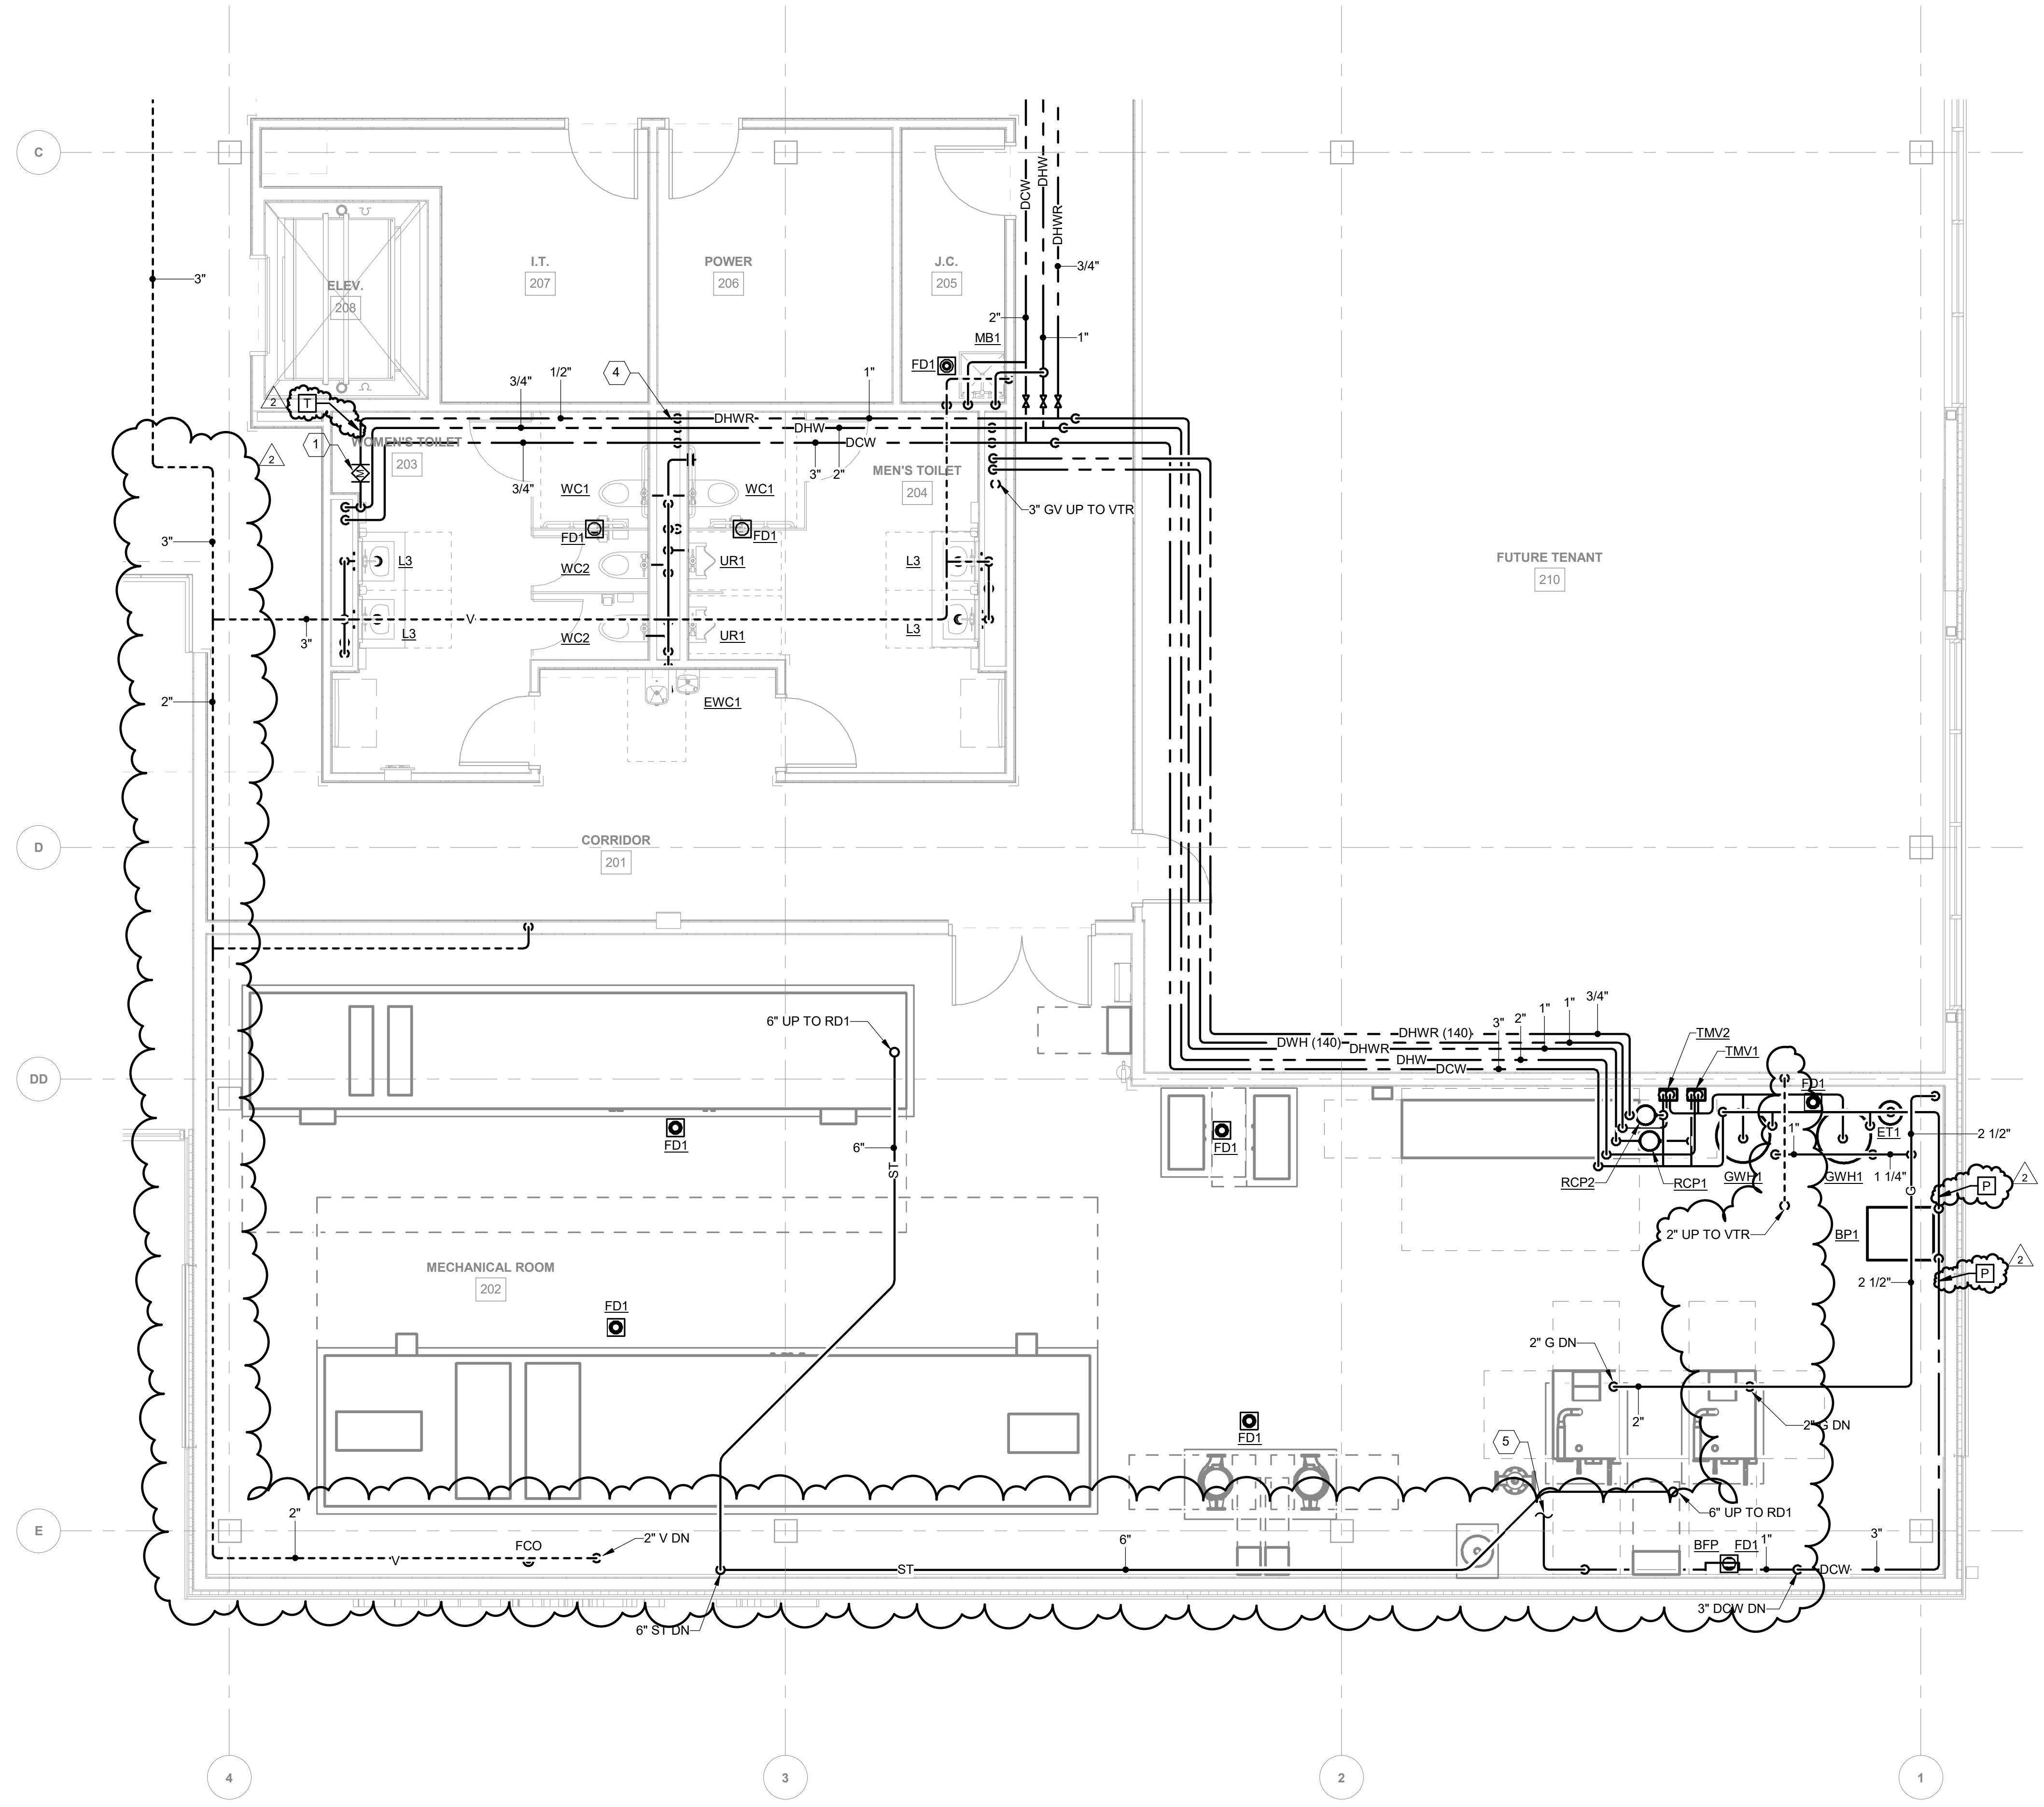 C
3"
I.T.
207
POWER
206
J.C.
205
ELEV.
208
DCW
DHW
DHWR
3/4"
2"
1"
MB1
FD1
3/4"
1/2"
4
1"
2
T
1
DHWR
DHW
DCW
WOMEN'S TOILET
203
3/4"
3"
2"
MEN'S TOILET
204
2
WC1
WC1
3" GV UP TO VTR
FD1
FD1
3"
L3
WC2
UR1
L3
FUTURE TENANT
210
V
3"
L3
WC2
UR1
L3
2"
EWC1
D
CORRIDOR
201
6" UP TO RD1
3"
2"
1"
1"
3/4"
DHWR (140)
DWH (140)
DHWR
DHW
DCW
TMV2
TMV1
DD
FD1
FD1
FD1
6"
ST
ET1
1"
2 1/2"
RCP2
RCP1
GWH1
GWH1
1 1/4"
G
P
2
2" UP TO VTR
BP1
MECHANICAL ROOM
202
P
2
2 1/2"
FD1
2" G DN
2"
2" G DN
FD1
5
6" UP TO RD1
E
2"
V
FCO
2" V DN
6"
ST
BFP
FD1
1"
3"
DCW
6" ST DN
3" DCW DN
4
3
2
1